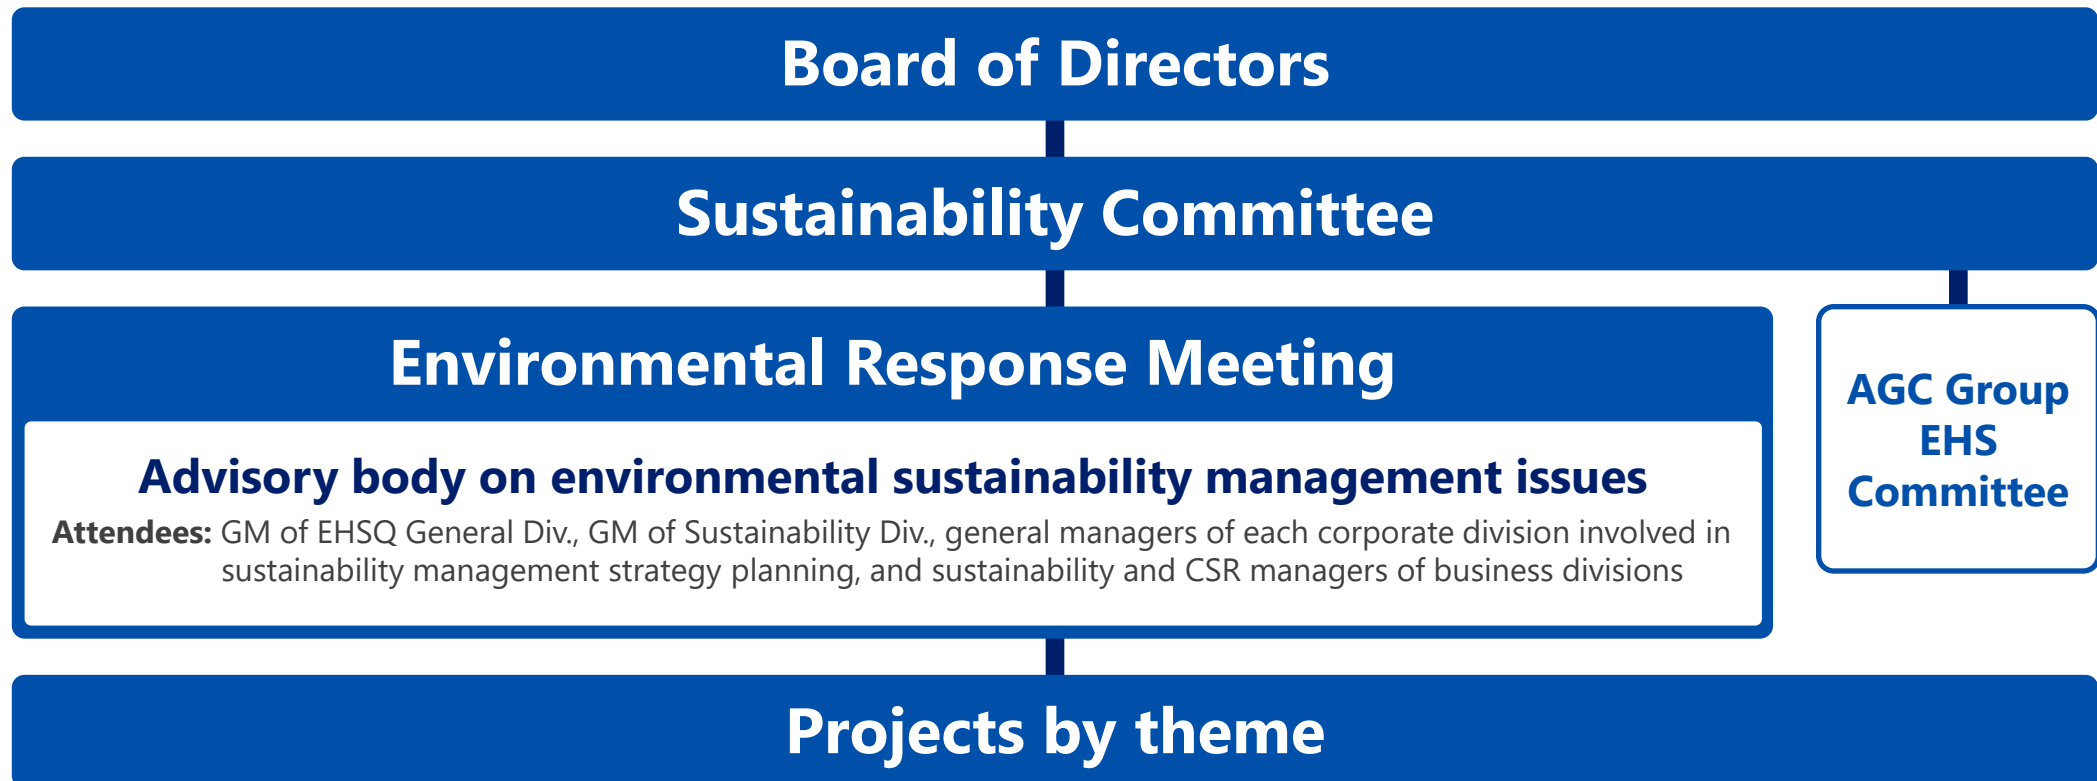 Board of Directors
Sustainability Committee
Environmental Response Meeting
Advisory body on environmental sustainability management issues
Attendees: GM of EHSQ General Div., GM of Sustainability Div., general managers of each corporate division involved in
sustainability management strategy planning, and sustainability and CSR managers of business divisions
AGC Group
EHS
Committee
Projects by theme